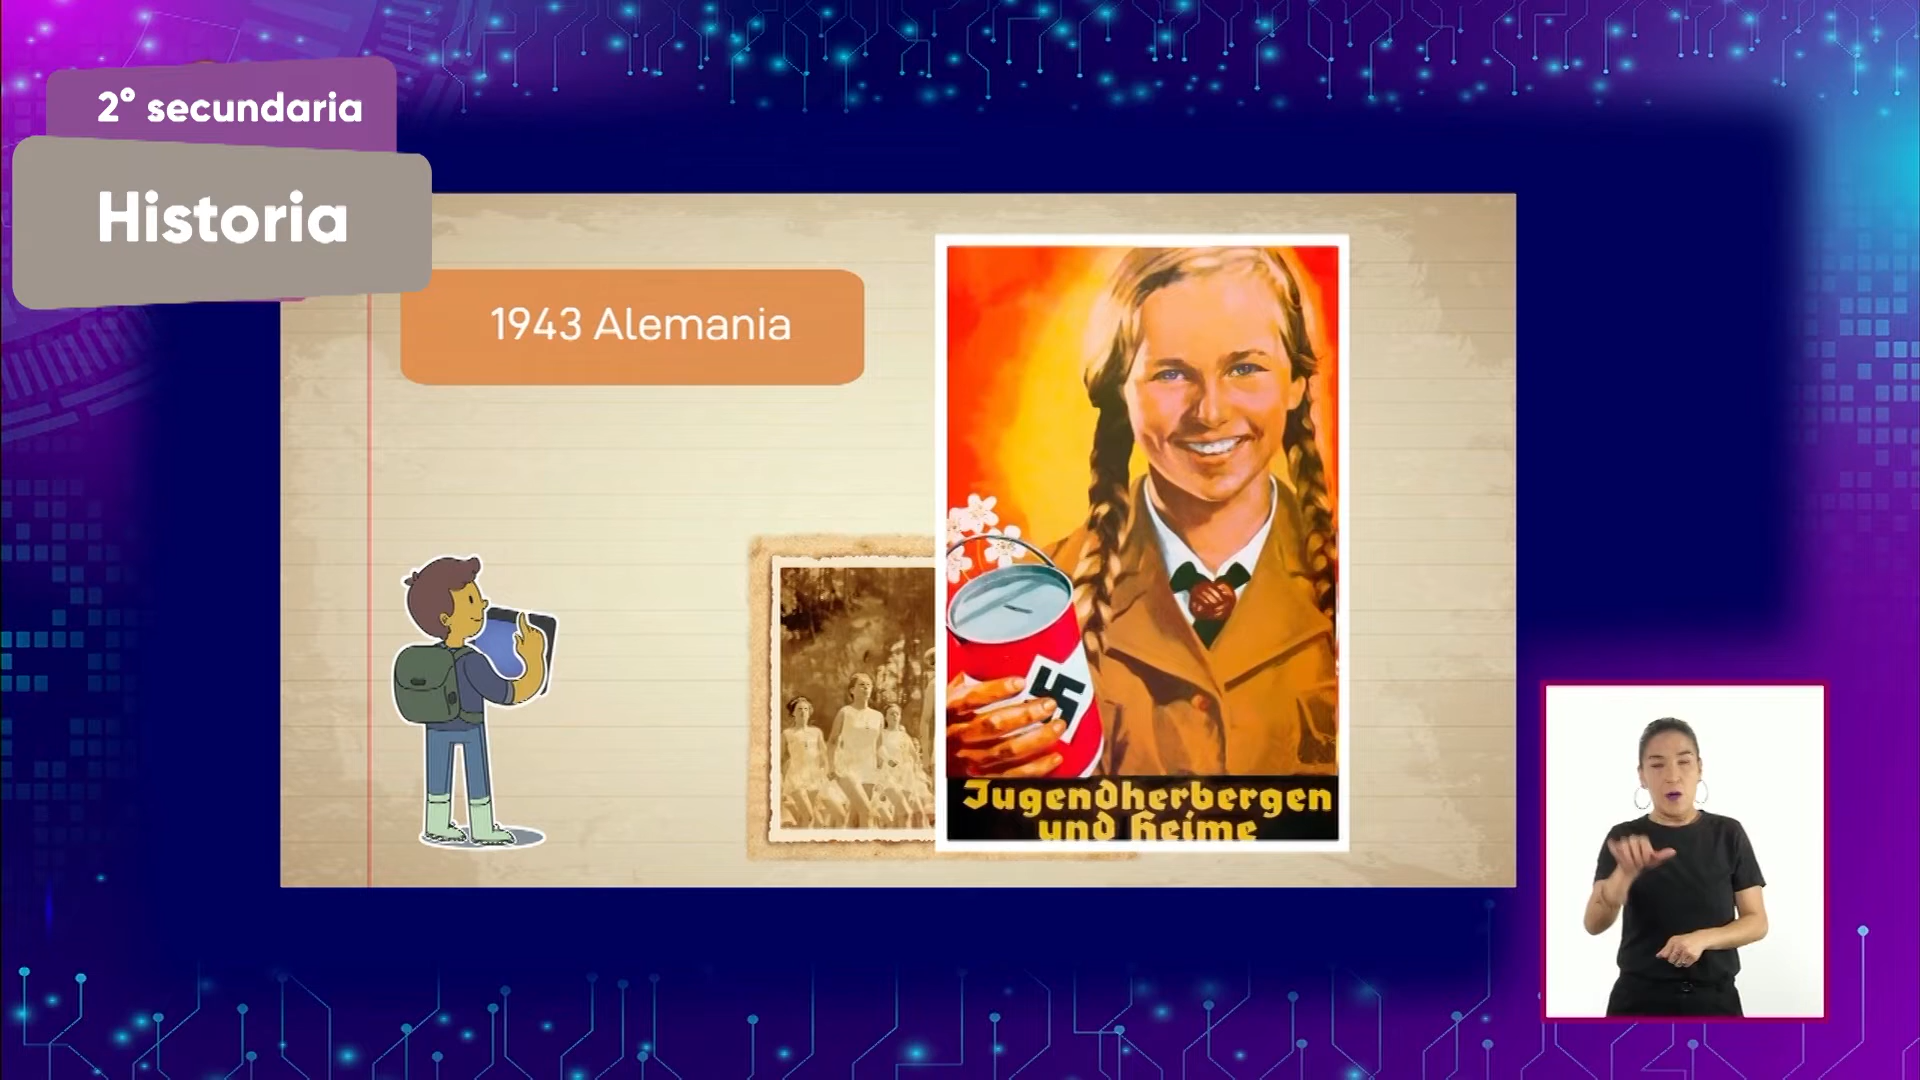 2° secundaria
Historia
1943 Alemania
Jugendherbergen
und Heime